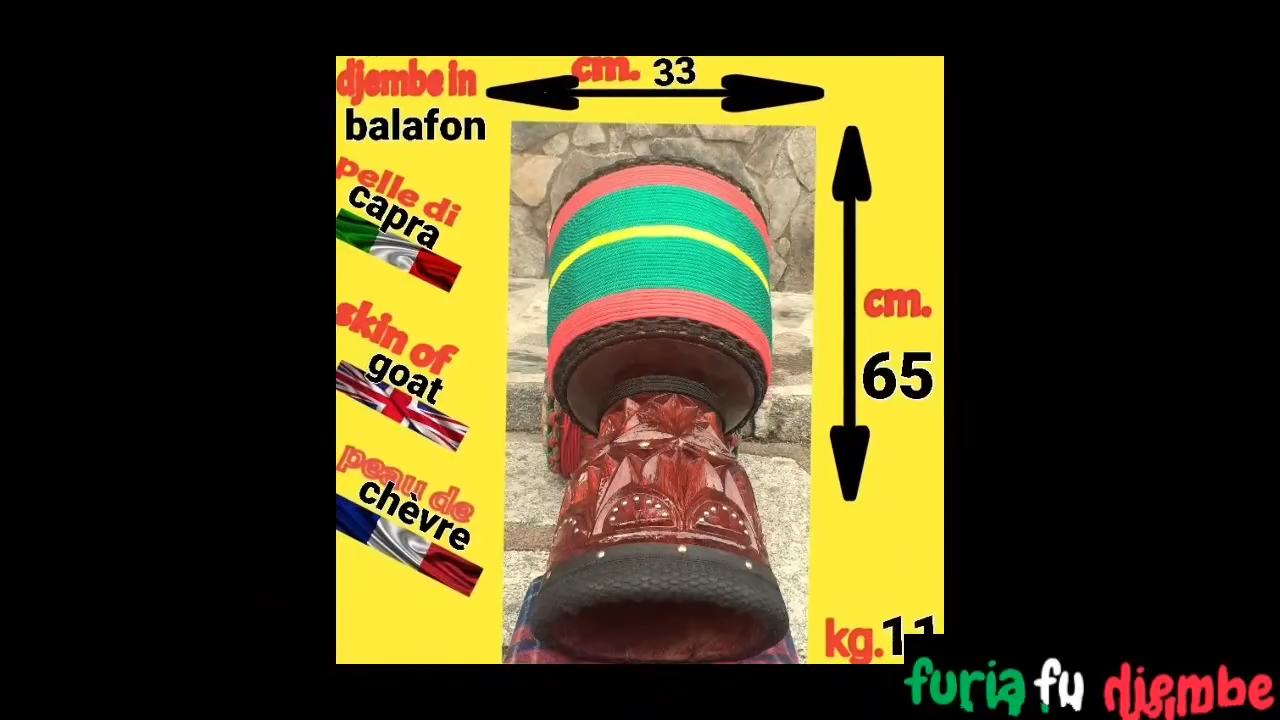 djembe in
balafon
cm. 33
pelle di
capra
skin of
goat
peau de
chèvre
cm.
65
kg.11
furia fu djembe